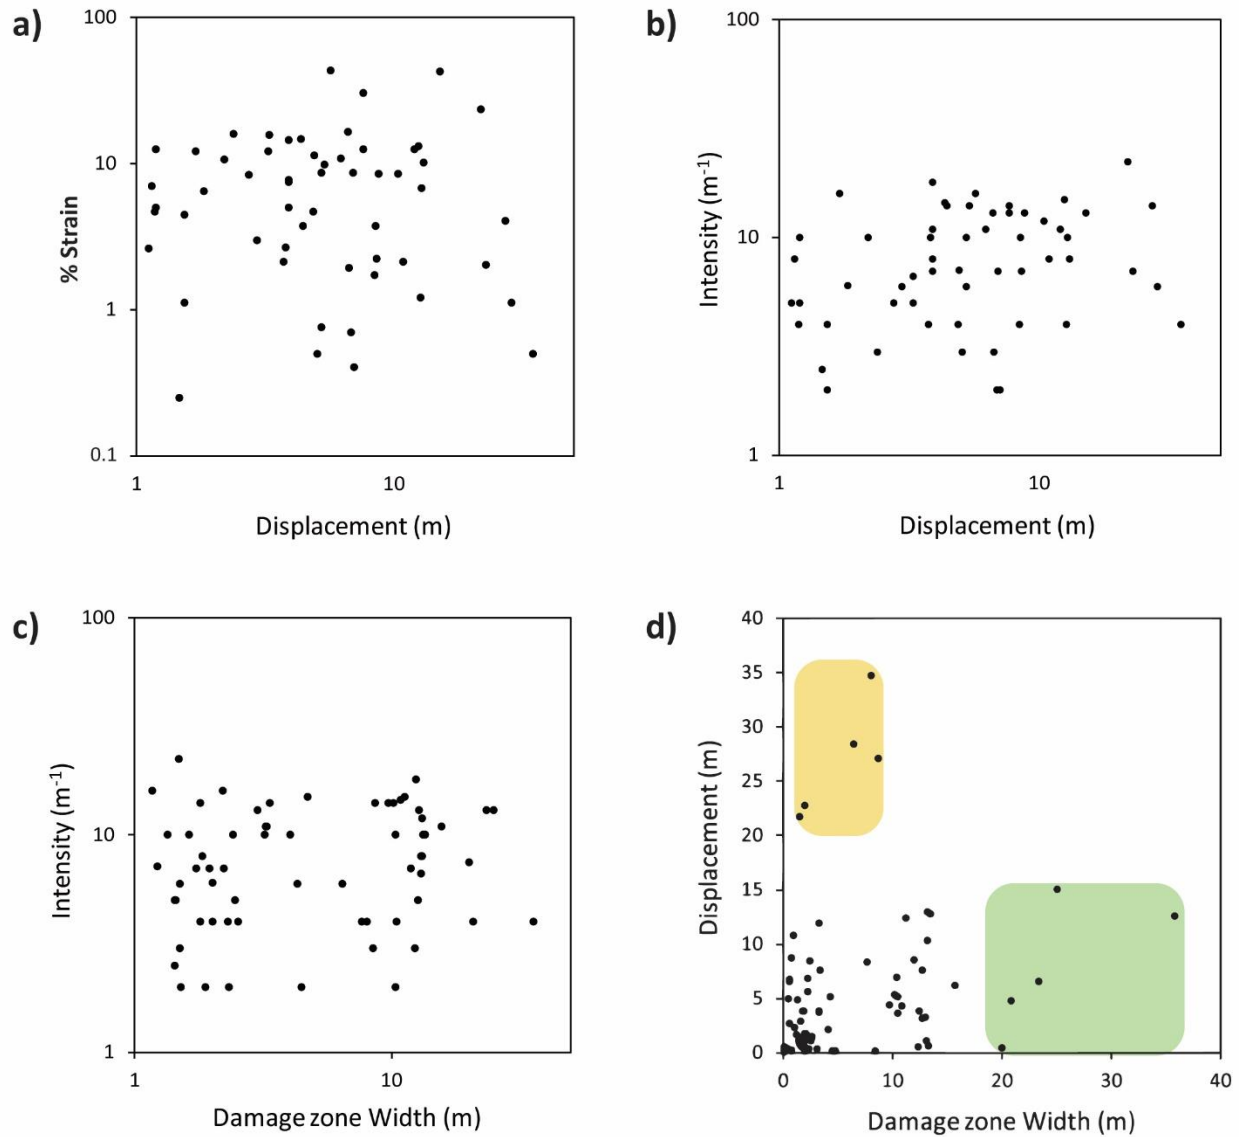 a)
100
10
1
0.1
% Strain
1
10
Displacement (m)
b)
100
10
1
Intensity (m⁻¹)
1
10
Displacement (m)
c)
100
10
1
Intensity (m⁻¹)
1
10
Damage zone Width (m)
d)
40
35
30
25
20
15
10
5
0
Displacement (m)
0
10
20
30
40
Damage zone Width (m)